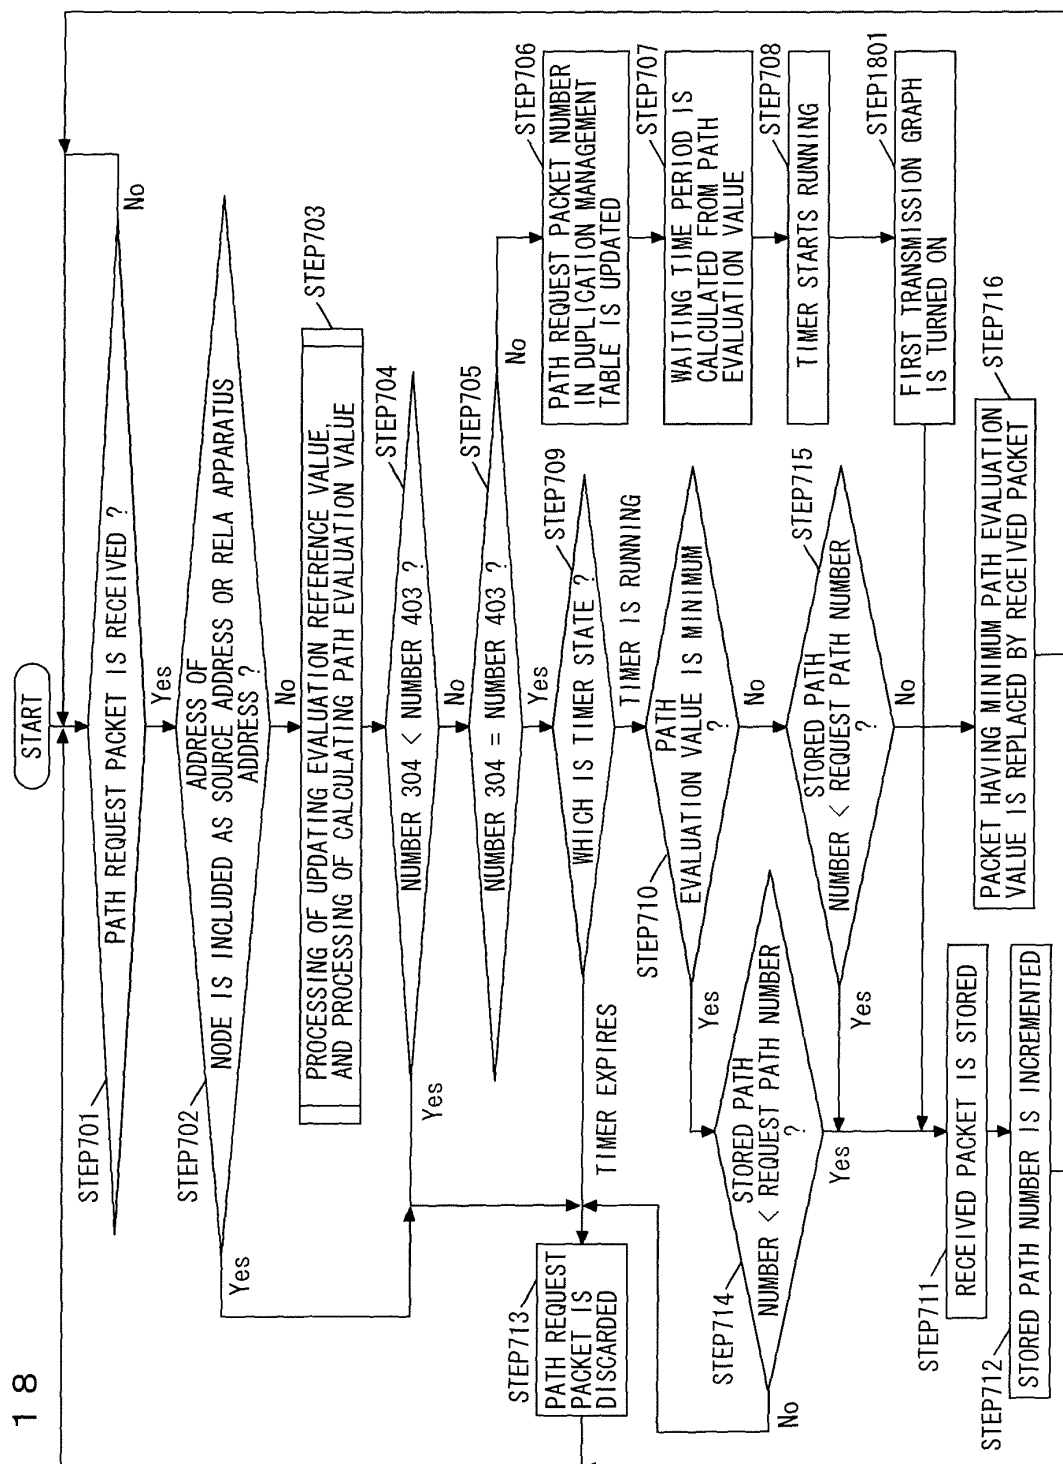 18
START
PATH REQUEST PACKET IS RECEIVED ?
STEP701
No
Yes
ADDRESS OF
NODE IS INCLUDED AS SOURCE ADDRESS OR RELA APPARATUS
ADDRESS ?
STEP702
Yes
No
PROCESSING OF UPDATING EVALUATION REFERENCE VALUE,
AND PROCESSING OF CALCULATING PATH EVALUATION VALUE
STEP703
NUMBER 304 < NUMBER 403 ?
STEP704
Yes
No
NUMBER 304 = NUMBER 403 ?
STEP705
No
Yes
PATH REQUEST PACKET NUMBER
IN DUPLICATION MANAGEMENT
TABLE IS UPDATED
STEP706
WAITING TIME PERIOD IS
CALCULATED FROM PATH
EVALUATION VALUE
STEP707
TIMER STARTS RUNNING
STEP708
FIRST TRANSMISSION GRAPH
IS TURNED ON
STEP1801
WHICH IS TIMER STATE ?
STEP709
TIMER EXPIRES
TIMER IS RUNNING
STEP713
PATH REQUEST
PACKET IS
DISCARDED
PATH
EVALUATION VALUE IS MINIMUM
?
STEP710
Yes
No
STORED PATH
NUMBER < REQUEST PATH NUMBER
?
STEP714
No
Yes
STORED PATH
NUMBER < REQUEST PATH NUMBER
?
STEP715
Yes
No
STEP711
RECEIVED PACKET IS STORED
STEP712
STORED PATH NUMBER IS INCREMENTED
STEP716
PACKET HAVING MINIMUM PATH EVALUATION
VALUE IS REPLACED BY RECEIVED PACKET